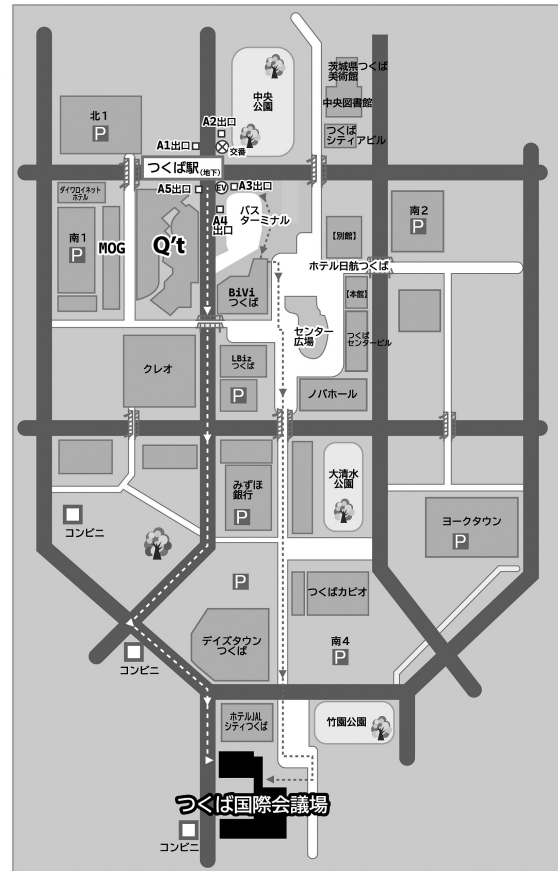 茨城県つくば
美術館
中央図書館
つくば
シティアビル
中央
公園
北1
P
A2出口
A1出口
交番
つくば駅(地下)
A5出口
EV
A3出口
A4
出口
バス
ターミナル
ダイワロイネット
ホテル
南1
P
MOG
Q't
BiVi
つくば
【別館】
南2
P
ホテル日航つくば
【本館】
つくば
センタービル
センター
広場
クレオ
LBiz
つくば
P
ノバホール
みずほ
銀行
P
大清水
公園
ヨークタウン
P
コンビニ
P
つくばカピオ
デイズタウン
つくば
南4
P
コンビニ
ホテルJAL
シティつくば
竹園公園
つくば国際会議場
コンビニ